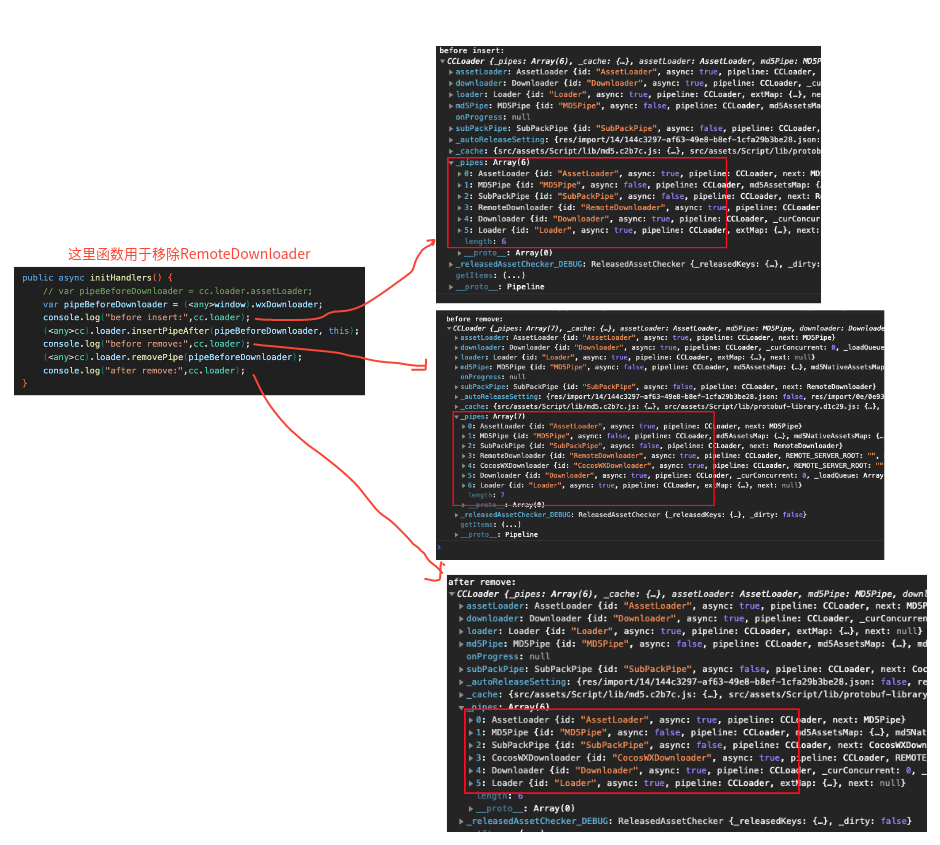 这里函数用于移除RemoteDownloader
public async initHandlers() {
// var pipeBeforeDownloader = cc.loader.assetLoader;
var pipeBeforeDownloader = (<any>window).wxDownloader;
console.log("before insert:",cc.loader);
(<any>cc).loader.insertPipeAfter(pipeBeforeDownloader, this);
console.log("before remove:",cc.loader);
(<any>cc).loader.removePipe(pipeBeforeDownloader);
console.log("after remove:",cc.loader);
}
before insert:
CCLoader {_pipes: Array(6), _cache: {…}, assetLoader: AssetLoader, md5Pipe: MD5P
assetLoader: AssetLoader {id: "AssetLoader", async: true, pipeline: CCLoader,
downloader: Downloader {id: "Downloader", async: true, pipeline: CCLoader, _cu
loader: Loader {id: "Loader", async: true, pipeline: CCLoader, extMap: {…}, ne
md5Pipe: MD5Pipe {id: "MD5Pipe", async: false, pipeline: CCLoader, md5AssetsMa
onProgress: null
subPackPipe: SubPackPipe {id: "SubPackPipe", async: false, pipeline: CCLoader,
_autoReleaseSetting: {res/import/14/144c3297-af63-49e8-b8ef-1cfa29b3be28.json:
_cache: {src/assets/Script/lib/md5.c2b7c.js: {…}, src/assets/Script/lib/protob
_pipes: Array(6)
0: AssetLoader {id: "AssetLoader", async: true, pipeline: CCLoader, next: MD
1: MD5Pipe {id: "MD5Pipe", async: false, pipeline: CCLoader, md5AssetsMap: {…
2: SubPackPipe {id: "SubPackPipe", async: false, pipeline: CCLoader, next: R
3: RemoteDownloader {id: "RemoteDownloader", async: true, pipeline: CCLoader
4: Downloader {id: "Downloader", async: true, pipeline: CCLoader, _curConcur
5: Loader {id: "Loader", async: true, pipeline: CCLoader, extMap: {…}, next:
length: 6
__proto__: Array(0)
_releasedAssetChecker_DEBUG: ReleasedAssetChecker {_releasedKeys: {…}, _dirty:
getItems: (...)
__proto__: Pipeline
before remove:
CCLoader {_pipes: Array(7), _cache: {…}, assetLoader: AssetLoader, md5Pipe: MD5Pipe, downloader: Downloade
assetLoader: AssetLoader {id: "AssetLoader", async: true, pipeline: CCLoader, next: MD5Pipe}
downloader: Downloader {id: "Downloader", async: true, pipeline: CCLoader, _curConcurrent: 0, _loadQueue
loader: Loader {id: "Loader", async: true, pipeline: CCLoader, extMap: {…}, next: null}
md5Pipe: MD5Pipe {id: "MD5Pipe", async: false, pipeline: CCLoader, md5AssetsMap: {…}, md5NativeAssetsMap
onProgress: null
subPackPipe: SubPackPipe {id: "SubPackPipe", async: false, pipeline: CCLoader, next: RemoteDownloader}
_autoReleaseSetting: {res/import/14/144c3297-af63-49e8-b8ef-1cfa29b3be28.json: false, res/import/0e/0e93
_cache: {src/assets/Script/lib/md5.c2b7c.js: {…}, src/assets/Script/lib/protobuf-library.d1c29.js: {…},
_pipes: Array(7)
0: AssetLoader {id: "AssetLoader", async: true, pipeline: CCLoader, next: MD5Pipe}
1: MD5Pipe {id: "MD5Pipe", async: false, pipeline: CCLoader, md5AssetsMap: {…}, md5NativeAssetsMap: {…
2: SubPackPipe {id: "SubPackPipe", async: false, pipeline: CCLoader, next: RemoteDownloader}
3: RemoteDownloader {id: "RemoteDownloader", async: true, pipeline: CCLoader, REMOTE_SERVER_ROOT: "",
4: CocosWXDownloader {id: "CocosWXDownloader", async: true, pipeline: CCLoader, REMOTE_SERVER_ROOT: ""
5: Downloader {id: "Downloader", async: true, pipeline: CCLoader, _curConcurrent: 0, _loadQueue: Array
6: Loader {id: "Loader", async: true, pipeline: CCLoader, extMap: {…}, next: null}
length: 7
__proto__: Array(0)
_releasedAssetChecker_DEBUG: ReleasedAssetChecker {_releasedKeys: {…}, _dirty: false}
getItems: (...)
__proto__: Pipeline
after remove:
CCLoader {_pipes: Array(6), _cache: {…}, assetLoader: AssetLoader, md5Pipe: MD5Pipe, downl
assetLoader: AssetLoader {id: "AssetLoader", async: true, pipeline: CCLoader, next: MD5P
downloader: Downloader {id: "Downloader", async: true, pipeline: CCLoader, _curConcurren
loader: Loader {id: "Loader", async: true, pipeline: CCLoader, extMap: {…}, next: null}
md5Pipe: MD5Pipe {id: "MD5Pipe", async: false, pipeline: CCLoader, md5AssetsMap: {…}, md
onProgress: null
subPackPipe: SubPackPipe {id: "SubPackPipe", async: false, pipeline: CCLoader, next: Coc
_autoReleaseSetting: {res/import/14/144c3297-af63-49e8-b8ef-1cfa29b3be28.json: false, re
_cache: {src/assets/Script/lib/md5.c2b7c.js: {…}, src/assets/Script/lib/protobuf-library
_pipes: Array(6)
0: AssetLoader {id: "AssetLoader", async: true, pipeline: CCLoader, next: MD5Pipe}
1: MD5Pipe {id: "MD5Pipe", async: false, pipeline: CCLoader, md5AssetsMap: {…}, md5Nat
2: SubPackPipe {id: "SubPackPipe", async: false, pipeline: CCLoader, next: CocosWXDown
3: CocosWXDownloader {id: "CocosWXDownloader", async: true, pipeline: CCLoader, REMOTE
4: Downloader {id: "Downloader", async: true, pipeline: CCLoader, _curConcurrent: 0, _
5: Loader {id: "Loader", async: true, pipeline: CCLoader, extMap: {…}, next: null}
length: 6
__proto__: Array(0)
_releasedAssetChecker_DEBUG: ReleasedAssetChecker {_releasedKeys: {…}, _dirty: false}